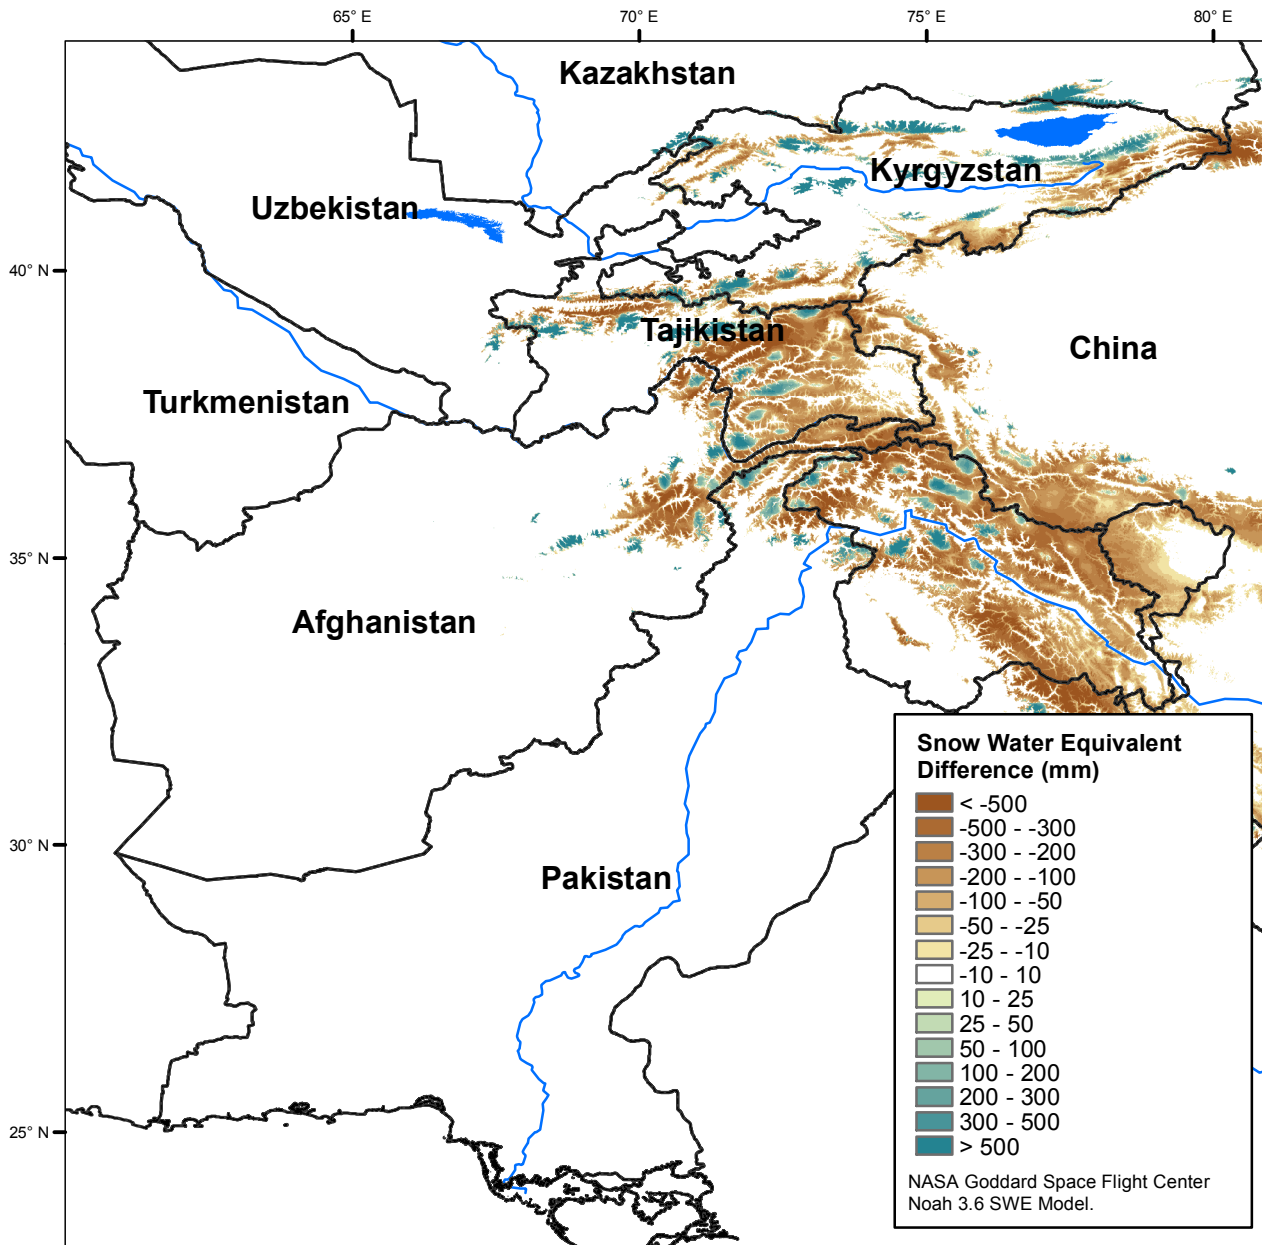 65° E
70° E
75° E
80° E
Kazakhstan
Kyrgyzstan
Uzbekistan
40° N
Tajikistan
China
Turkmenistan
35° N
Afghanistan
30° N
Pakistan
25° N
Snow Water Equivalent
Difference (mm)
< -500
-500 - -300
-300 - -200
-200 - -100
-100 - -50
-50 - -25
-25 - -10
-10 - 10
10 - 25
25 - 50
50 - 100
100 - 200
200 - 300
300 - 500
> 500
NASA Goddard Space Flight Center
Noah 3.6 SWE Model.